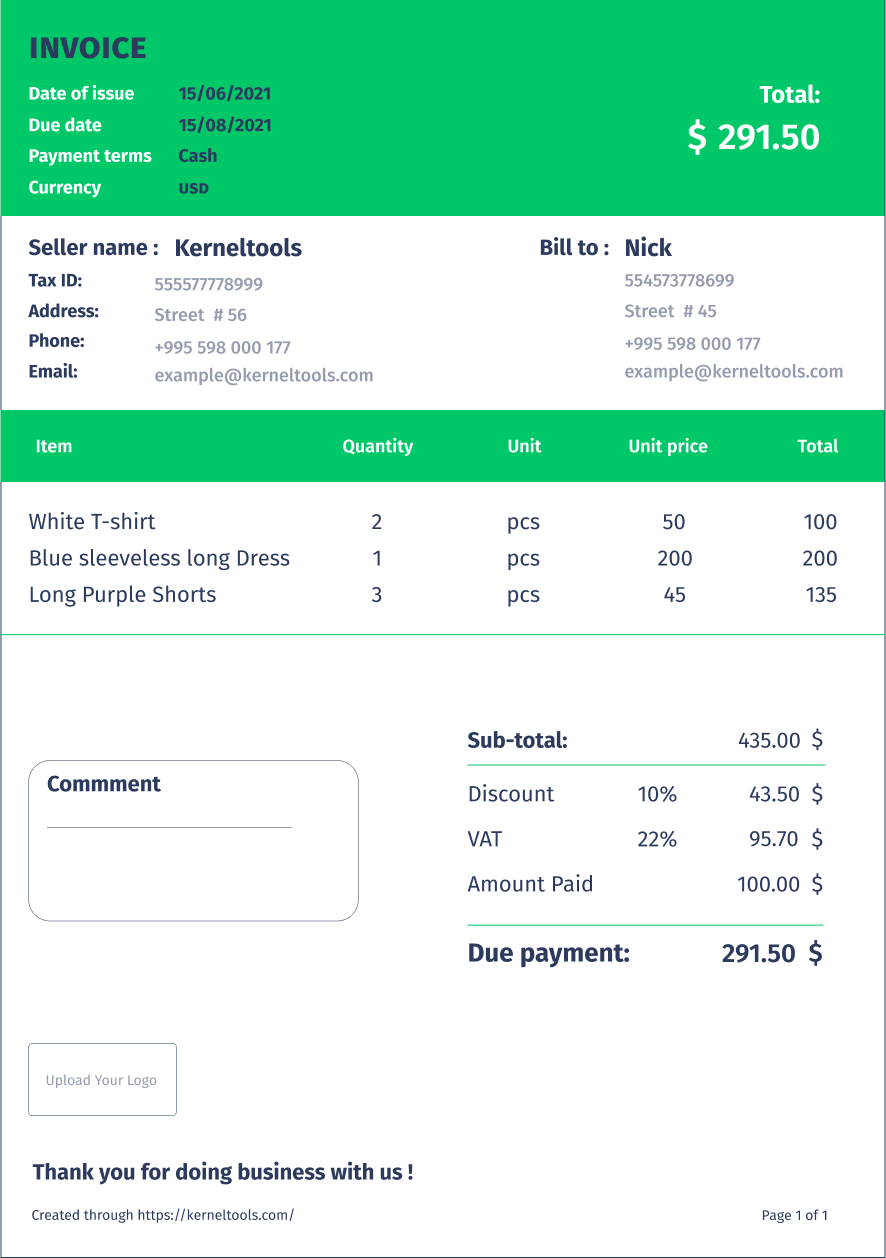 INVOICE
Date of issue 15/06/2021
Due date 15/08/2021
Payment terms Cash
Currency USD
Total:
$ 291.50
Seller name : Kerneltools
Tax ID: 555577778999
Address: Street # 56
Phone: +995 598 000 177
Email: example@kerneltools.com
Bill to : Nick
554573778699
Street # 45
+995 598 000 177
example@kerneltools.com
Item Quantity Unit Unit price Total
White T-shirt 2 pcs 50 100
Blue sleeveless long Dress 1 pcs 200 200
Long Purple Shorts 3 pcs 45 135
Sub-total: 435.00 $
Discount 10% 43.50 $
VAT 22% 95.70 $
Amount Paid 100.00 $
Due payment: 291.50 $
Commment
Upload Your Logo
Thank you for doing business with us !
Created through https://kerneltools.com/
Page 1 of 1